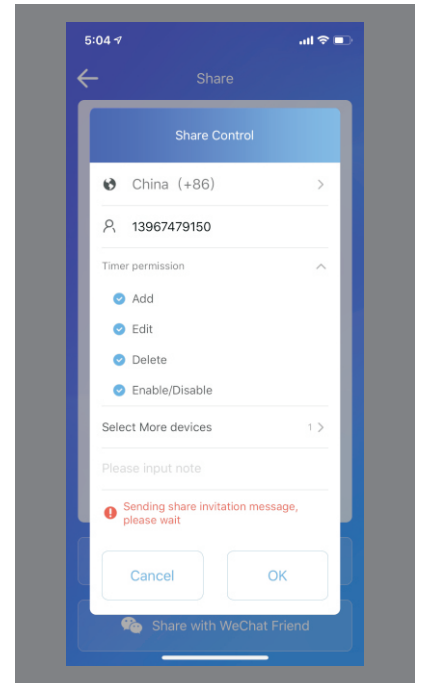 5:04
Share
Share Control
China (+86)
13967479150
Timer permission
Add
Edit
Delete
Enable/Disable
Select More devices 1
Please input note
Sending share invitation message,
please wait
Cancel OK
Share with WeChat Friend